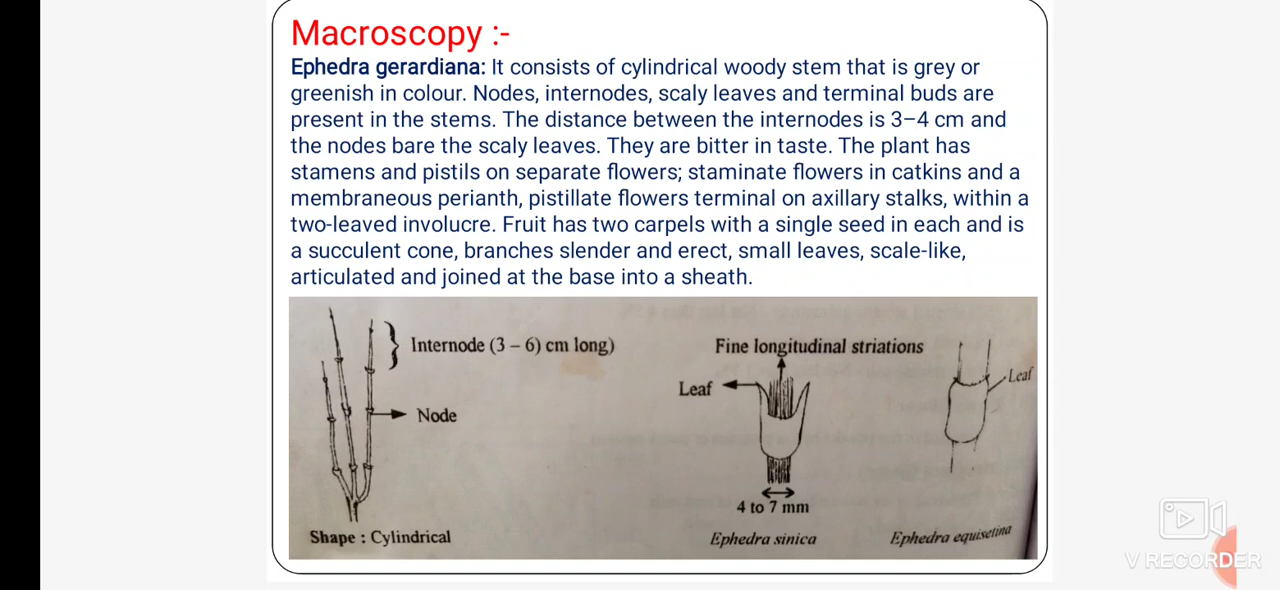 Macroscopy :-
Ephedra gerardiana: It consists of cylindrical woody stem that is grey or
greenish in colour. Nodes, internodes, scaly leaves and terminal buds are
present in the stems. The distance between the internodes is 3–4 cm and
the nodes bare the scaly leaves. They are bitter in taste. The plant has
stamens and pistils on separate flowers; staminate flowers in catkins and a
membraneous perianth, pistillate flowers terminal on axillary stalks, within a
two-leaved involucre. Fruit has two carpels with a single seed in each and is
a succulent cone, branches slender and erect, small leaves, scale-like,
articulated and joined at the base into a sheath.
Internode (3 – 6) cm long)
Node
Shape : Cylindrical
Fine longitudinal striations
Leaf
4 to 7 mm
Ephedra sinica
Leaf
Ephedra equisetina
V RECORDER